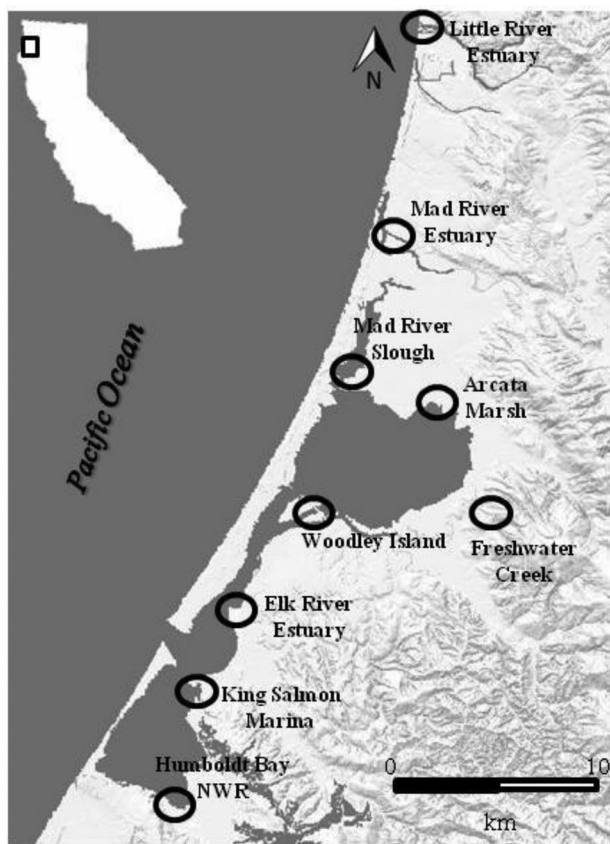 Little River
Estuary
N
Mad River
Estuary
Mad River
Slough
Arcata
Marsh
Pacific Ocean
Woodley Island
Freshwater
Creek
Elk River
Estuary
King Salmon
Marina
Humboldt Bay
NWR
0 10
km